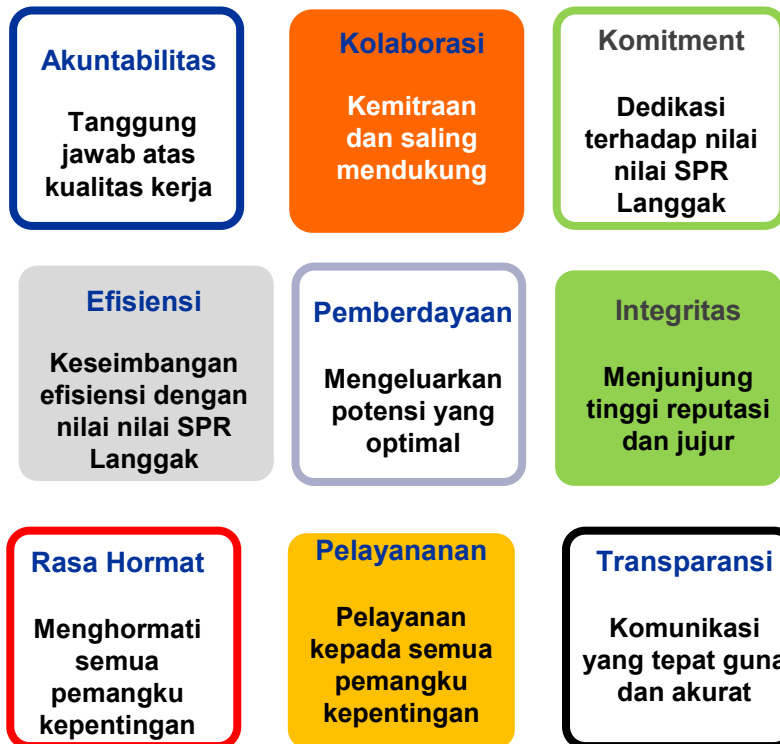 Akuntabilitas
Tanggung
jawab atas
kualitas kerja
Kolaborasi
Kemitraan
dan saling
mendukung
Komitment
Dedikasi
terhadap nilai
nilai SPR
Langgak
Efisiensi
Keseimbangan
efisiensi dengan
nilai nilai SPR
Langgak
Pemberdayaan
Mengeluarkan
potensi yang
optimal
Integritas
Menjunjung
tinggi reputasi
dan jujur
Rasa Hormat
Menghormati
semua
pemangku
kepentingan
Pelayananan
Pelayanan
kepada semua
pemangku
kepentingan
Transparansi
Komunikasi
yang tepat guna
dan akurat